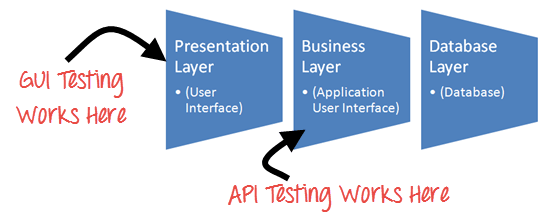 Presentation
Layer
• (User
Interface)
Business
Layer
• (Application
User Interface)
Database
Layer
• (Database)
GUI Testing
Works Here
API Testing Works Here